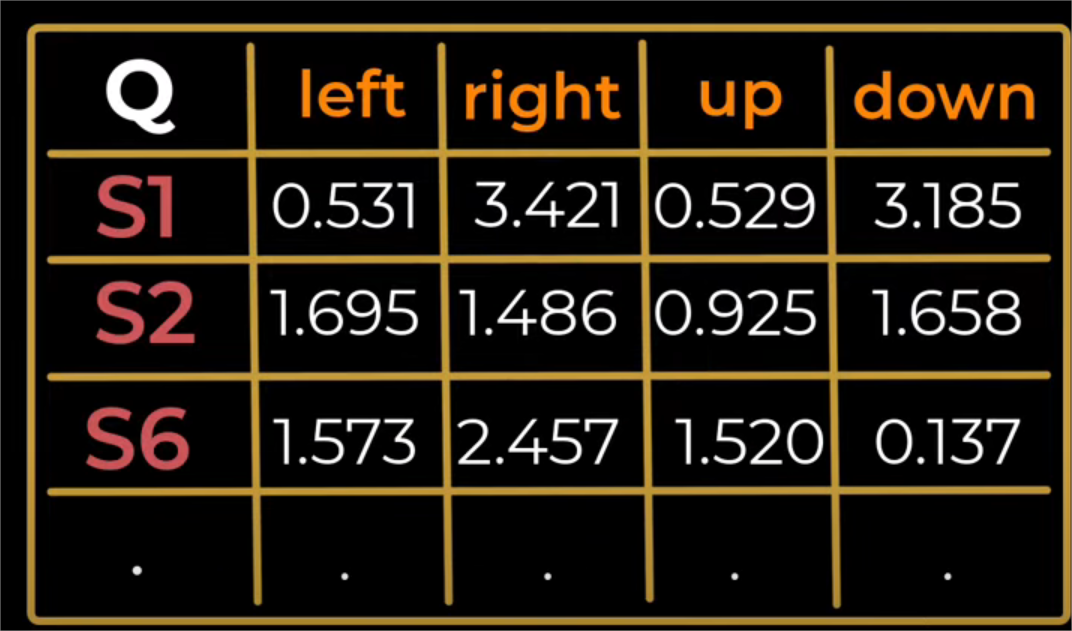 Q left right up down
S1 0.531 3.421 0.529 3.185
S2 1.695 1.486 0.925 1.658
S6 1.573 2.457 1.520 0.137
. . . . .